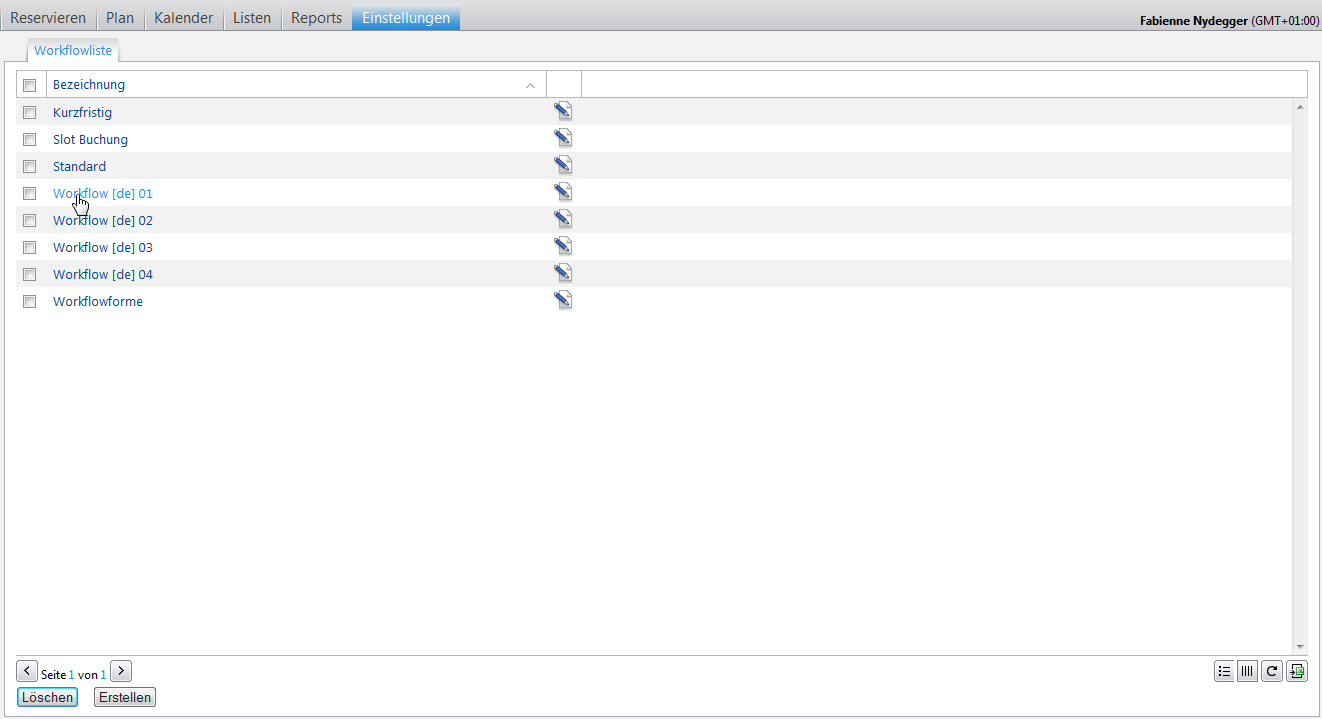 Reservieren Plan Kalender Listen Reports Einstellungen
Fabienne Nydegger (GMT+01:00)
Workflowliste
Bezeichnung
Kurzfristig
Slot Buchung
Standard
Workflow [de] 01
Workflow [de] 02
Workflow [de] 03
Workflow [de] 04
Workflowforme
Seite 1 von 1
Löschen Erstellen